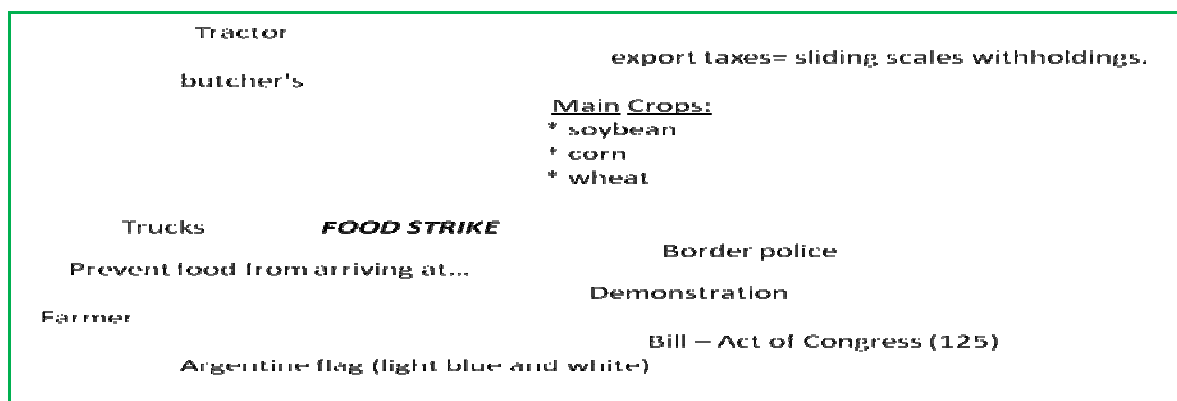 Tractor
export taxes= sliding scales withholdings.
butcher's
Main Crops:
* soybean
* corn
* wheat
Trucks
FOOD STRIKE
Border police
Prevent food from arriving at...
Demonstration
Farmer
Bill – Act of Congress (125)
Argentine flag (light blue and white)